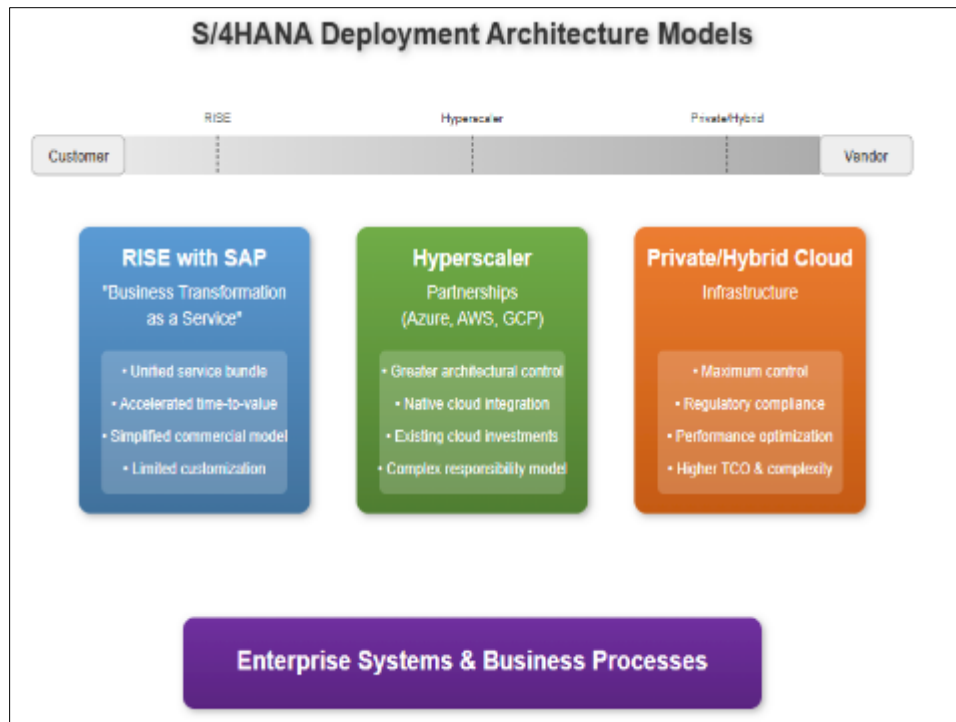 S/4HANA Deployment Architecture Models
RISE Hyperscaler Private/Hybrid
Customer Vendor
RISE with SAP
"Business Transformation
as a Service"
• Unified service bundle
• Accelerated time-to-value
• Simplified commercial model
• Limited customization
Hyperscaler
Partnerships
(Azure, AWS, GCP)
• Greater architectural control
• Native cloud integration
• Existing cloud investments
• Complex responsibility model
Private/Hybrid Cloud
Infrastructure
• Maximum control
• Regulatory compliance
• Performance optimization
• Higher TCO & complexity
Enterprise Systems & Business Processes